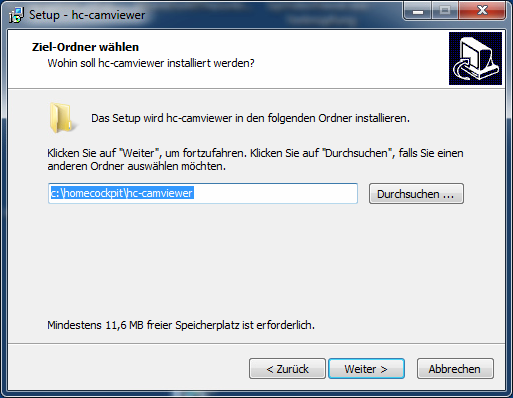 Setup - hc-camviewer
Ziel-Ordner wählen
Wohin soll hc-camviewer installiert werden?
Das Setup wird hc-camviewer in den folgenden Ordner installieren.
Klicken Sie auf "Weiter", um fortzufahren. Klicken Sie auf "Durchsuchen", falls Sie einen
anderen Ordner auswählen möchten.
c:\homecockpit\hc-camviewer
Durchsuchen ...
Mindestens 11,6 MB freier Speicherplatz ist erforderlich.
< Zurück
Weiter >
Abbrechen